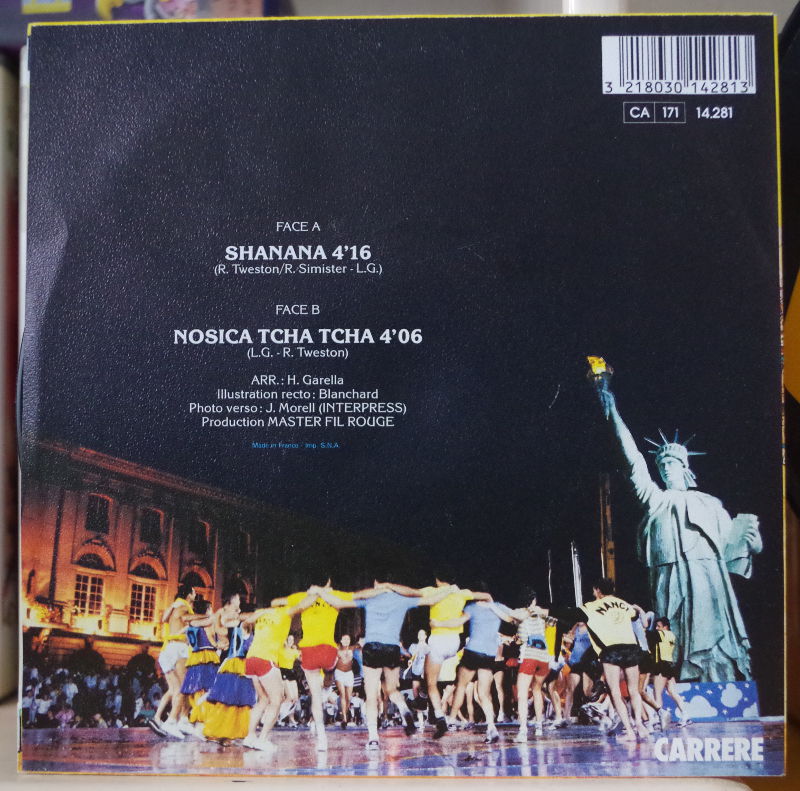 3 218030 142813
CA 171 14.281
FACE A
SHANANA 4'16
(R. Tweston/R. Simister - L.G.)
FACE B
NOSICA TCHA TCHA 4'06
(L.G. - R. Tweston)
ARR. : H. Garella
Illustration recto : Blanchard
Photo verso : J. Morell (INTERPRESS)
Production MASTER FIL ROUGE
Made in France - Imp. S.N.A.
NANCY
CARRERE